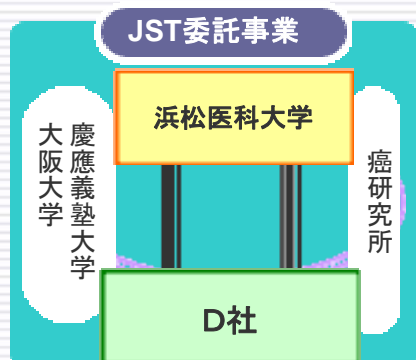 JST委託事業
浜松医科大学
慶應義塾大学
大阪大学
癌研究所
D社